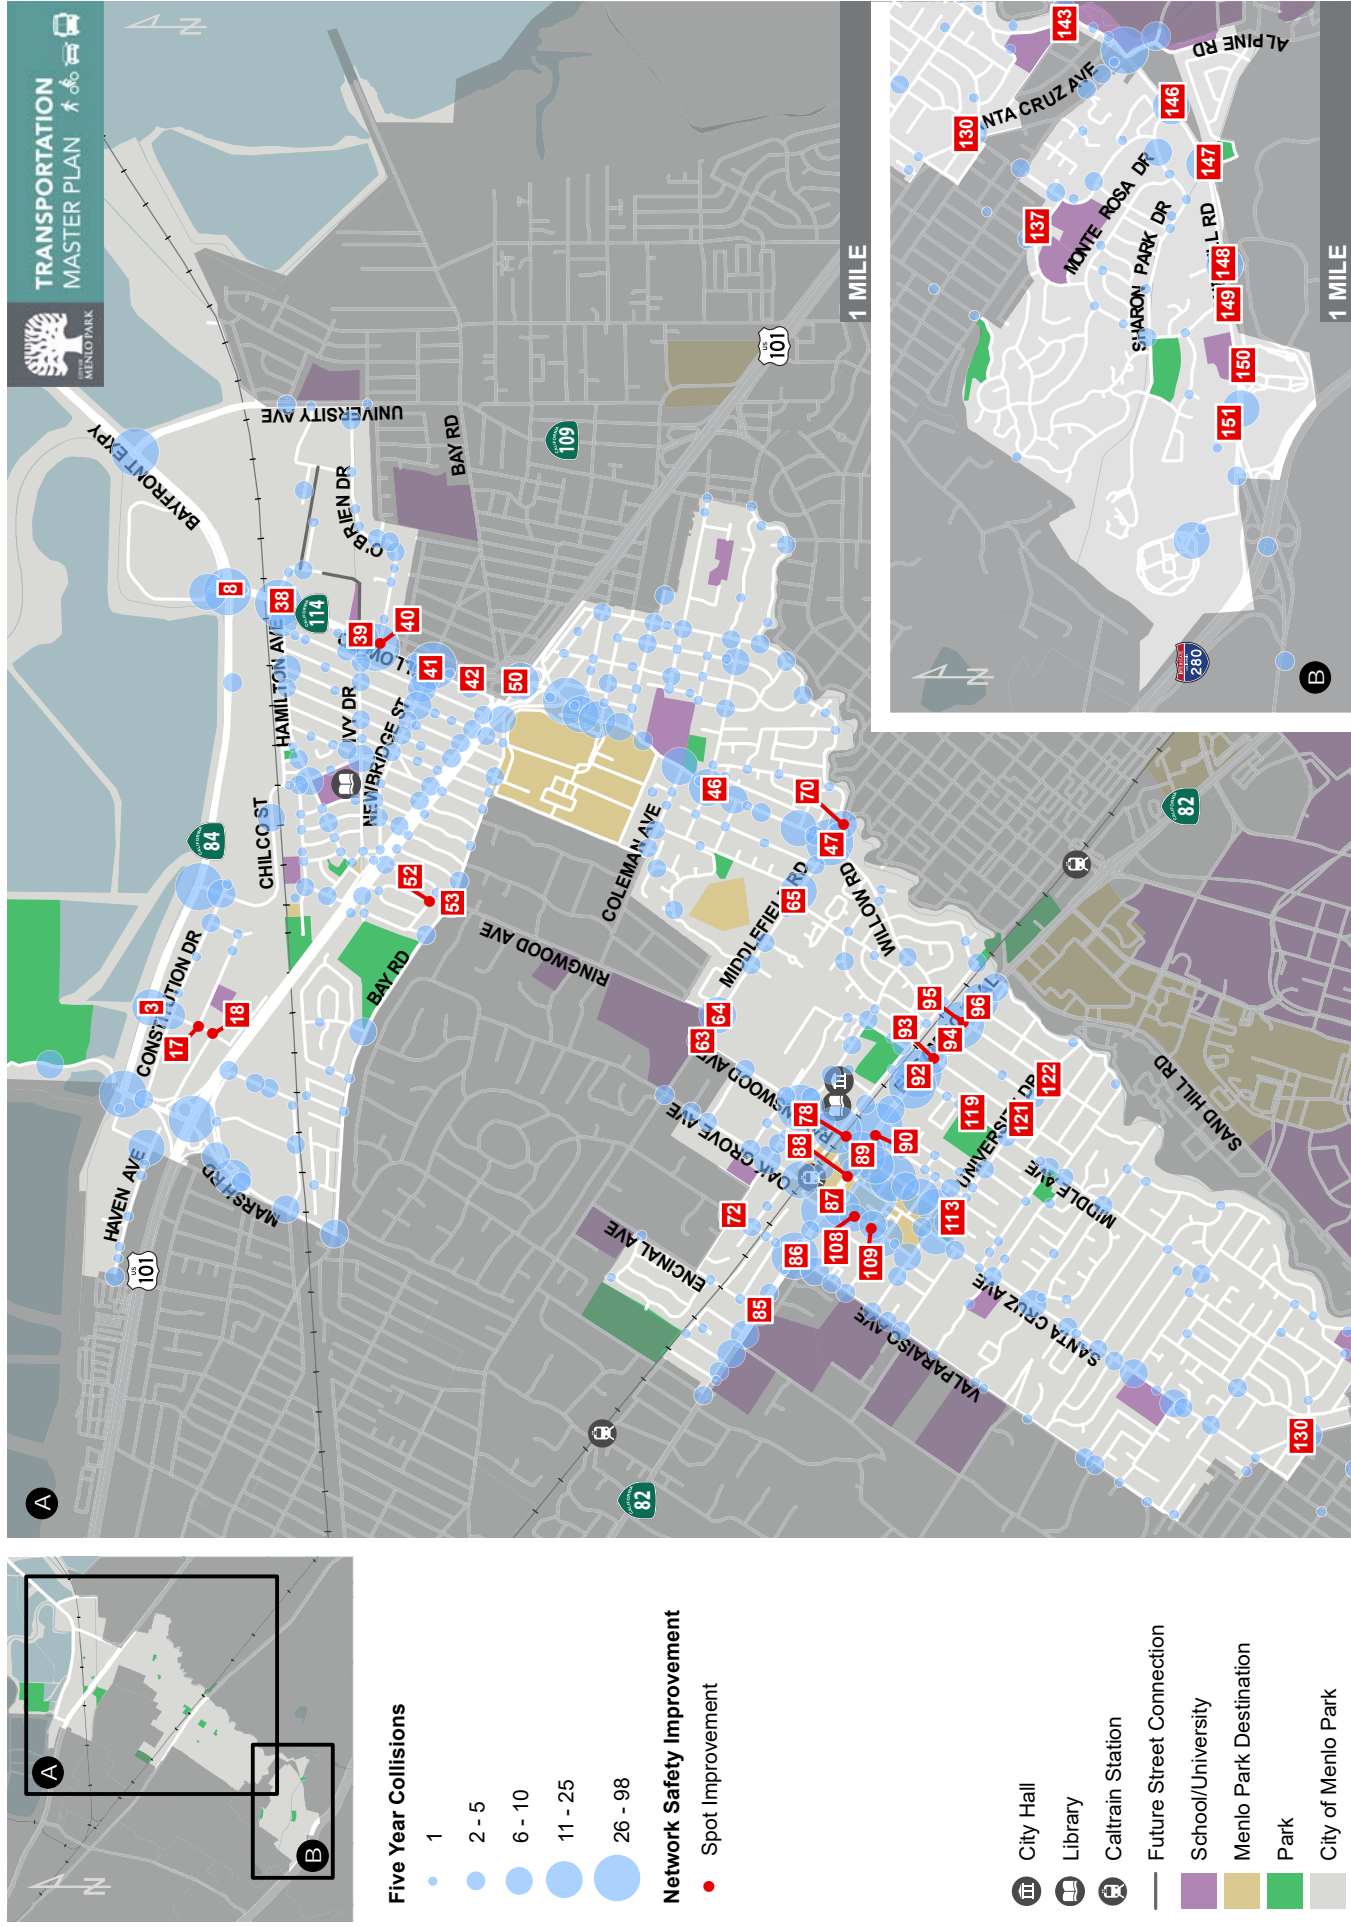 TRANSPORTATION
MASTER PLAN
CITY OF
MENLO PARK
N
A
BAYFRONT EXPY
UNIVERSITY AVE
O'BRIEN DR
BAY RD
CALIFORNIA
109
US
101
1 MILE
HAMILTON AVE
CALIFORNIA
114
IVY DR
NEWBRIDGE ST
CHILCO ST
CALIFORNIA
84
CONSTITUTION DR
HAVEN AVE
MARSH RD
US
101
BAY RD
RINGWOOD AVE
COLEMAN AVE
MIDDLEFIELD RD
WILLOW RD
OAK GROVE AVE
ENCINAL AVE
VALPARAISO AVE
SANTA CRUZ AVE
MIDDLE AVE
UNIVERSITY DR
SAND HILL RD
CALIFORNIA
82
CALIFORNIA
82
3
8
17
18
38
39
40
41
42
50
52
53
46
47
70
65
64
63
72
78
88
89
90
87
86
85
108
109
113
92
93
94
95
96
119
121
122
130
ALPINE RD
MONTE ROSA DR
SHARON PARK DR
130
143
146
147
137
148
149
150
151
INTERSTATE
280
N
B
1 MILE
A
B
N
Five Year Collisions
1
2 - 5
6 - 10
11 - 25
26 - 98
Network Safety Improvement
Spot Improvement
City Hall
Library
Caltrain Station
Future Street Connection
School/University
Menlo Park Destination
Park
City of Menlo Park